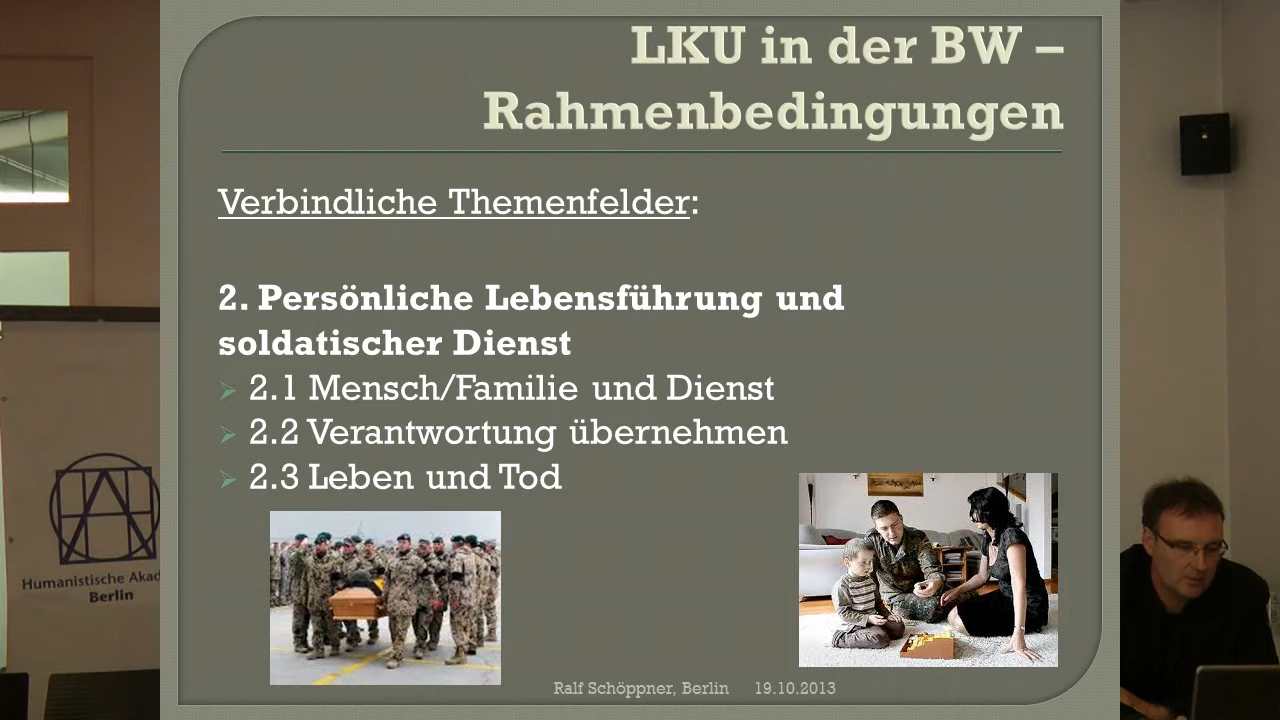 LKU in der BW –
Rahmenbedingungen
Verbindliche Themenfelder:
2. Persönliche Lebensführung und
soldatischer Dienst
2.1 Mensch/Familie und Dienst
2.2 Verantwortung übernehmen
2.3 Leben und Tod
Ralf Schöppner, Berlin 19.10.2013
Humanistische Akad
Berlin